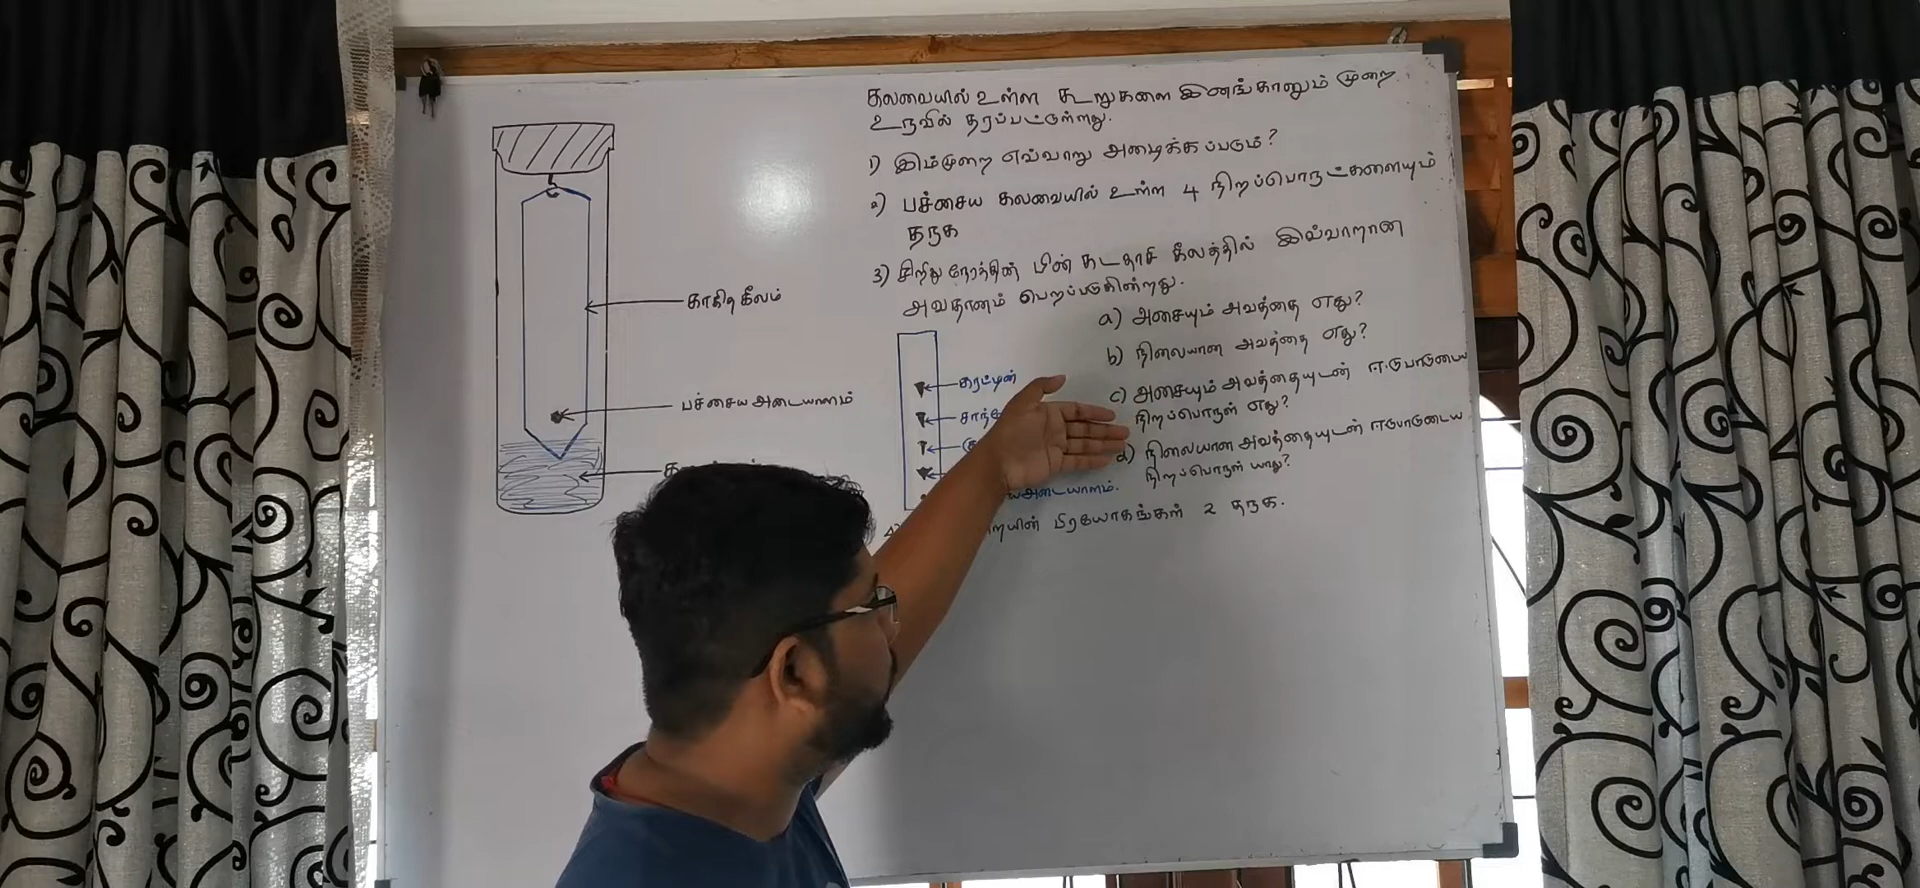 கலவையில் உள்ள கூறுகளை இனங்கானும் முறை
உருவில் தரப்பட்டுள்ளது.
1) இம்முறை எவ்வாறு அழைக்கப்படும்?
2) பச்சைய கலவையில் உள்ள 4 நிறப்பொருட்களையும்
தருக
3) சிறிது நேரத்தின் பின் கடதாசி கீலத்தில் இவ்வாறான
அவதானம் பெறப்படுகின்றது.
a) அசையும் அவத்தை எது?
b) நிலையான அவத்தை எது?
c) அசையும் அவத்தையுடன் ஈடுபாடுடைய
நிறப்பொருள் எது?
d) நிலையான அவத்தையுடன் ஈடுபாடுடைய
நிறப்பொருள் யாது?
கரட்டின்
பிரயோகங்கள் 2 தருக.
காகித கீலம்
பச்சைய அடையாளம்